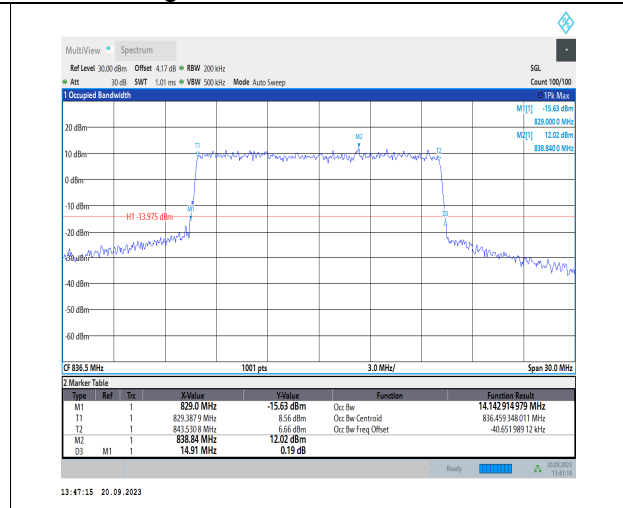 MultiView Spectrum
Ref Level 30.00 dBm Offset 4.17 dB RBW 200 kHz SGL
Att 30 dB SWT 1.01 ms VBW 500 kHz Mode Auto Sweep Count 100/100
1 Occupied Bandwidth 1Pk Max
M1[1] -15.63 dBm
829.000 0 MHz
M2[1] 12.02 dBm
838.840 0 MHz
20 dBm
M2
T1
T2
10 dBm
0 dBm
-10 dBm
M1
D3
H1 -13.975 dBm
-20 dBm
-30 dBm
-40 dBm
-50 dBm
-60 dBm
CF 836.5 MHz 1001 pts 3.0 MHz/ Span 30.0 MHz
2 Marker Table
Type Ref Trc X-Value Y-Value Function Function Result
M1 1 829.0 MHz -15.63 dBm Occ Bw 14.142 914 979 MHz
T1 1 829.3879 MHz 8.56 dBm Occ Bw Centroid 836.459 348 011 MHz
T2 1 843.530 8 MHz 6.66 dBm Occ Bw Freq Offset -40.651 989 12 kHz
M2 1 838.84 MHz 12.02 dBm
D3 M1 1 14.91 MHz 0.19 dB
Ready 20.09.2023
13:47:14
13:47:15 20.09.2023